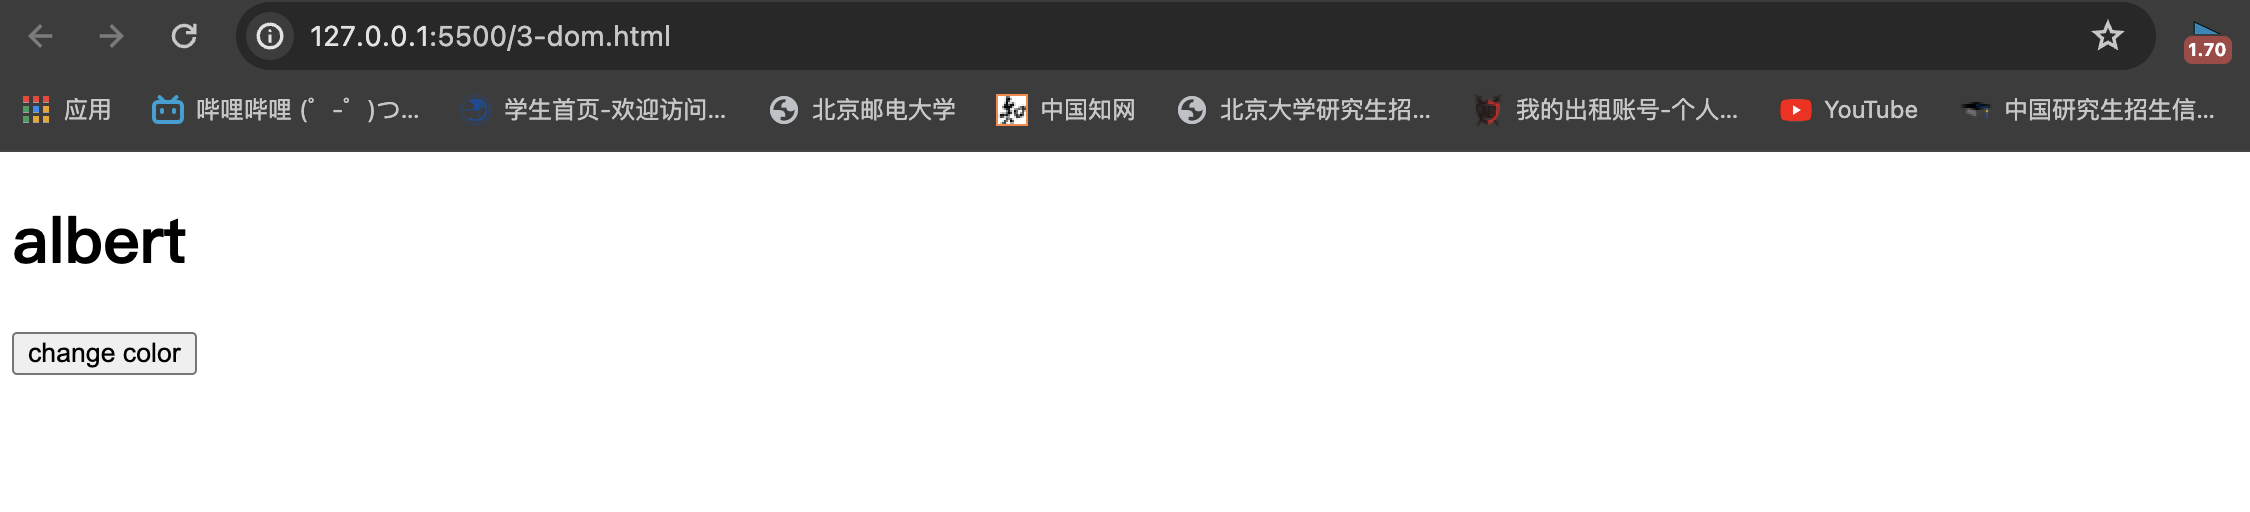 127.0.0.1:5500/3-dom.html
1.70
应用 哔哩哔哩 (゜-゜)つ... 学生首页-欢迎访问... 北京邮电大学 中国知网 北京大学研究生招... 我的出租账号-个人... YouTube 中国研究生招生信...
albert
change color